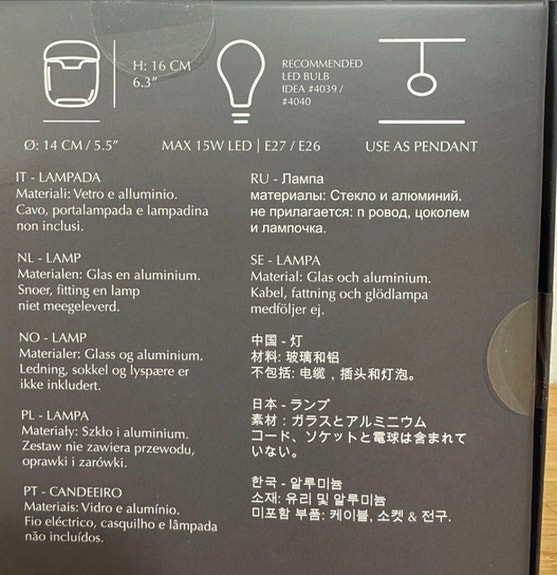 H: 16 CM
6.3”
RECOMMENDED
LED BULB
IDEA #4039 /
#4040
Ø: 14 CM / 5.5”
MAX 15W LED | E27 / E26
USE AS PENDANT
IT - LAMPADA
Materiali: Vetro e alluminio.
Cavo, portalampada e lampadina
non inclusi.
NL - LAMP
Materialen: Glas en aluminium.
Snoer, fitting en lamp
niet meegeleverd.
NO - LAMP
Materialer: Glass og aluminium.
Ledning, sokkel og lyspære er
ikke inkludert.
PL - LAMPA
Materiały: Szkło i aluminium.
Zestaw nie zawiera przewodu,
oprawki i żarówki.
PT - CANDEEIRO
Materiais: Vidro e alumínio.
Fio eléctrico, casquilho e lâmpada
não incluídos.
RU - Лампа
материалы: Стекло и алюминий.
не прилагается: п ровод, цоколем
и лампочка.
SE - LAMPA
Material: Glas och aluminium.
Kabel, fattning och glödlampa
medföljer ej.
中国 - 灯
材料: 玻璃和铝
不包括: 电缆，插头和灯泡。
日本 - ランプ
素材：ガラスとアルミニウム
コード、ソケットと電球は含まれて
いない。
한국 - 알루미늄
소재: 유리 및 알루미늄
미포함 부품: 케이블, 소켓 & 전구.